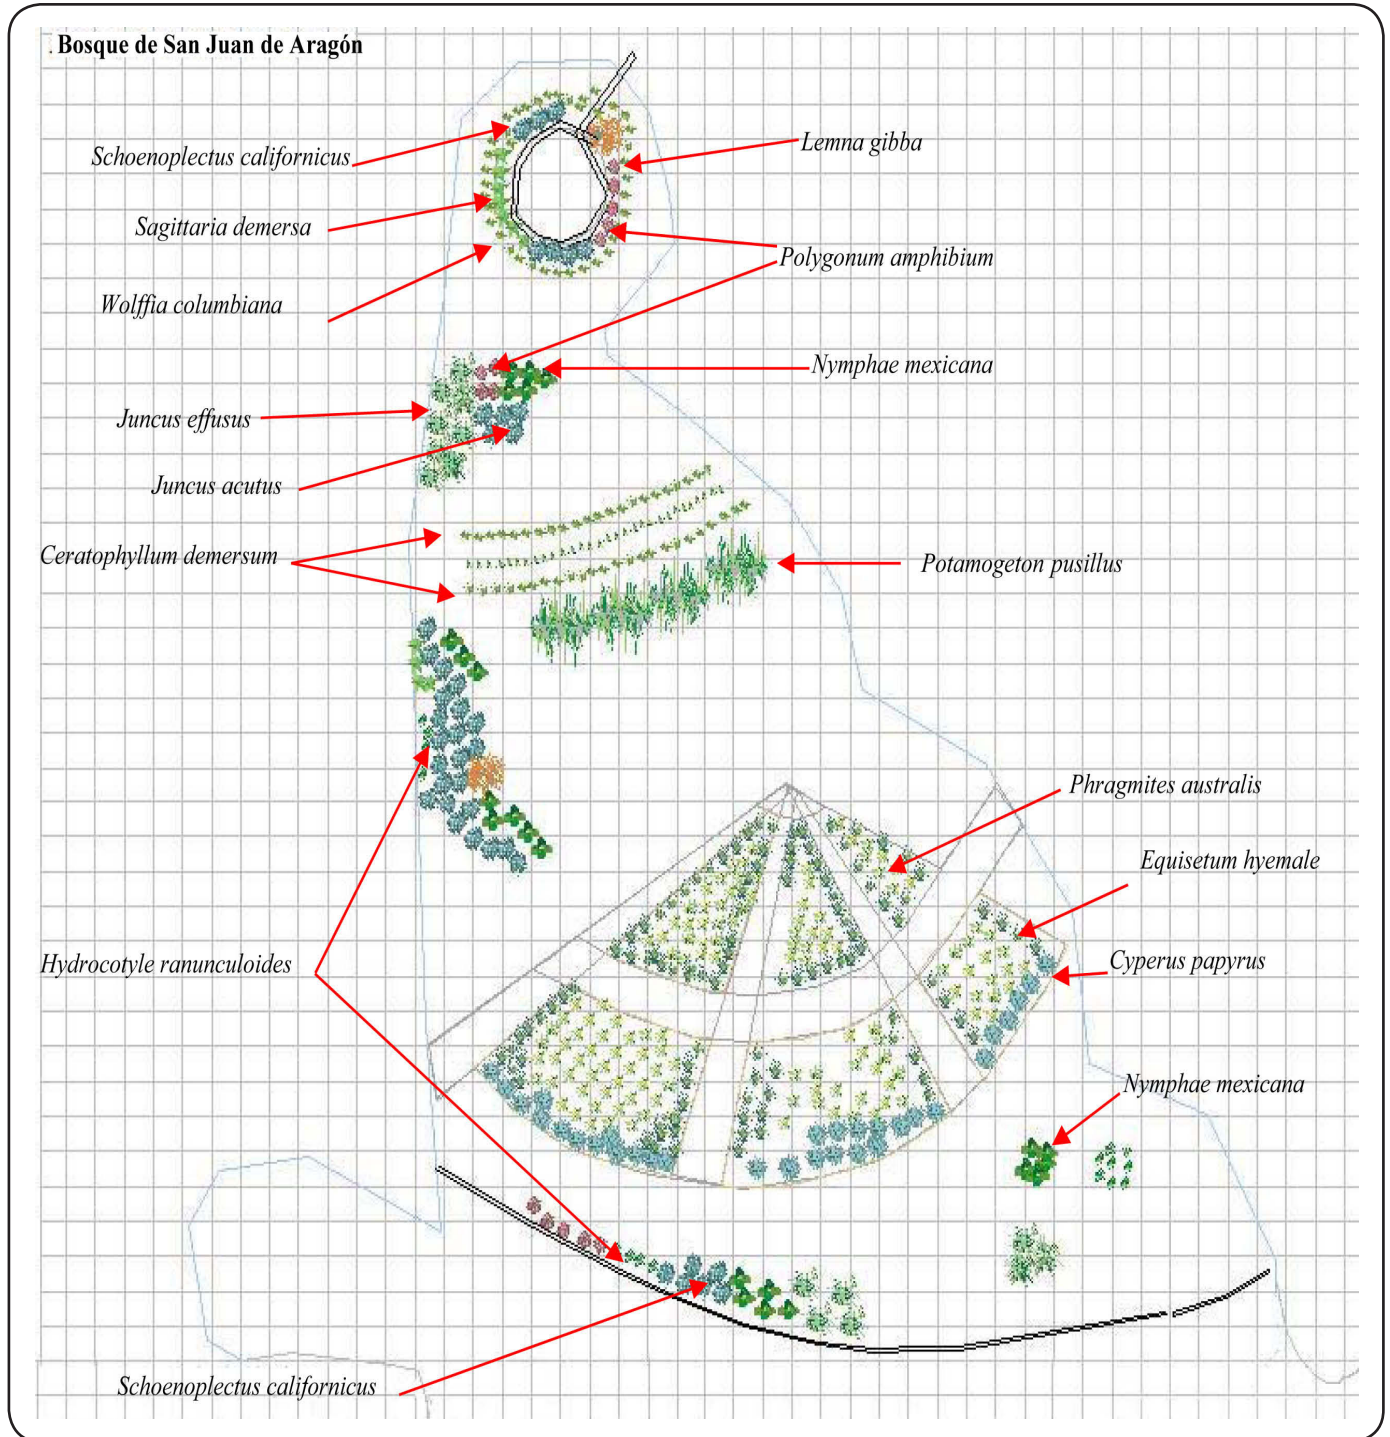 . Bosque de San Juan de Aragón
Lemna gibba
Schoenoplectus californicus
Sagittaria demersa
Polygonum amphibium
Wolffia columbiana
Nymphae mexicana
Juncus effusus
Juncus acutus
Ceratophyllum demersum
Potamogeton pusillus
Phragmites australis
Equisetum hyemale
Hydrocotyle ranunculoides
Cyperus papyrus
Nymphae mexicana
Schoenoplectus californicus